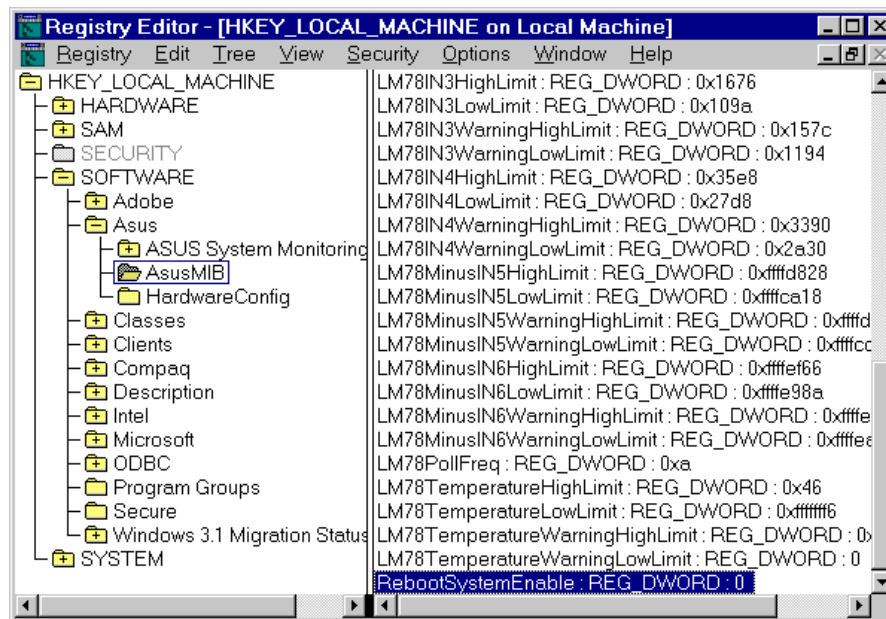 Registry Editor - [HKEY_LOCAL_MACHINE on Local Machine]
Registry Edit Tree View Security Options Window Help
HKEY_LOCAL_MACHINE
HARDWARE
SAM
SECURITY
SOFTWARE
Adobe
Asus
ASUS System Monitoring
AsusMIB
HardwareConfig
Classes
Clients
Compaq
Description
Intel
Microsoft
ODBC
Program Groups
Secure
Windows 3.1 Migration Status
SYSTEM
LM78IN3HighLimit : REG_DWORD : 0x1676
LM78IN3LowLimit : REG_DWORD : 0x109a
LM78IN3WarningHighLimit : REG_DWORD : 0x157c
LM78IN3WarningLowLimit : REG_DWORD : 0x1194
LM78IN4HighLimit : REG_DWORD : 0x35e8
LM78IN4LowLimit : REG_DWORD : 0x27d8
LM78IN4WarningHighLimit : REG_DWORD : 0x3390
LM78IN4WarningLowLimit : REG_DWORD : 0x2a30
LM78MinusIN5HighLimit : REG_DWORD : 0xffffd828
LM78MinusIN5LowLimit : REG_DWORD : 0xffffca18
LM78MinusIN5WarningHighLimit : REG_DWORD : 0xffffd
LM78MinusIN5WarningLowLimit : REG_DWORD : 0xffffcc
LM78MinusIN6HighLimit : REG_DWORD : 0xffffef66
LM78MinusIN6LowLimit : REG_DWORD : 0xffffe98a
LM78MinusIN6WarningHighLimit : REG_DWORD : 0xffffe
LM78MinusIN6WarningLowLimit : REG_DWORD : 0xffffea
LM78PollFreq : REG_DWORD : 0xa
LM78TemperatureHighLimit : REG_DWORD : 0x46
LM78TemperatureLowLimit : REG_DWORD : 0xfffffff6
LM78TemperatureWarningHighLimit : REG_DWORD : 0x
LM78TemperatureWarningLowLimit : REG_DWORD : 0
RebootSystemEnable : REG_DWORD : 0